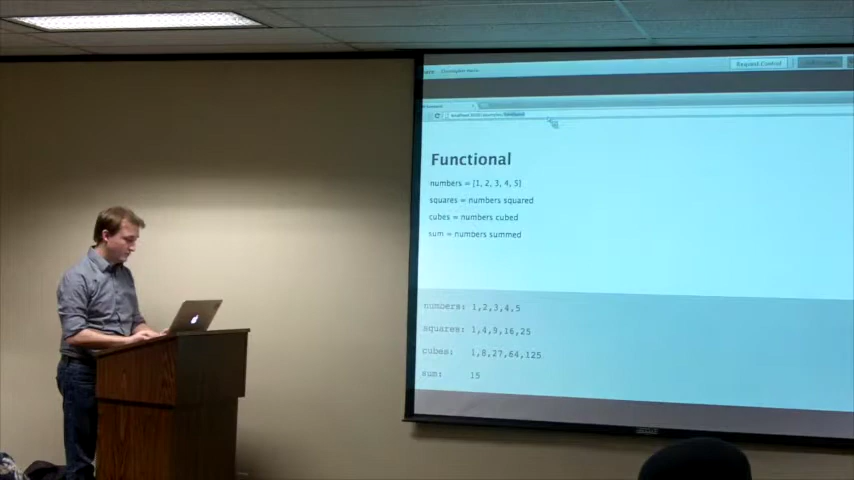 Request Control
Functional
numbers = [1, 2, 3, 4, 5]
squares = numbers squared
cubes = numbers cubed
sum = numbers summed
numbers: 1,2,3,4,5
squares: 1,4,9,16,25
cubes: 1,8,27,64,125
sum: 15